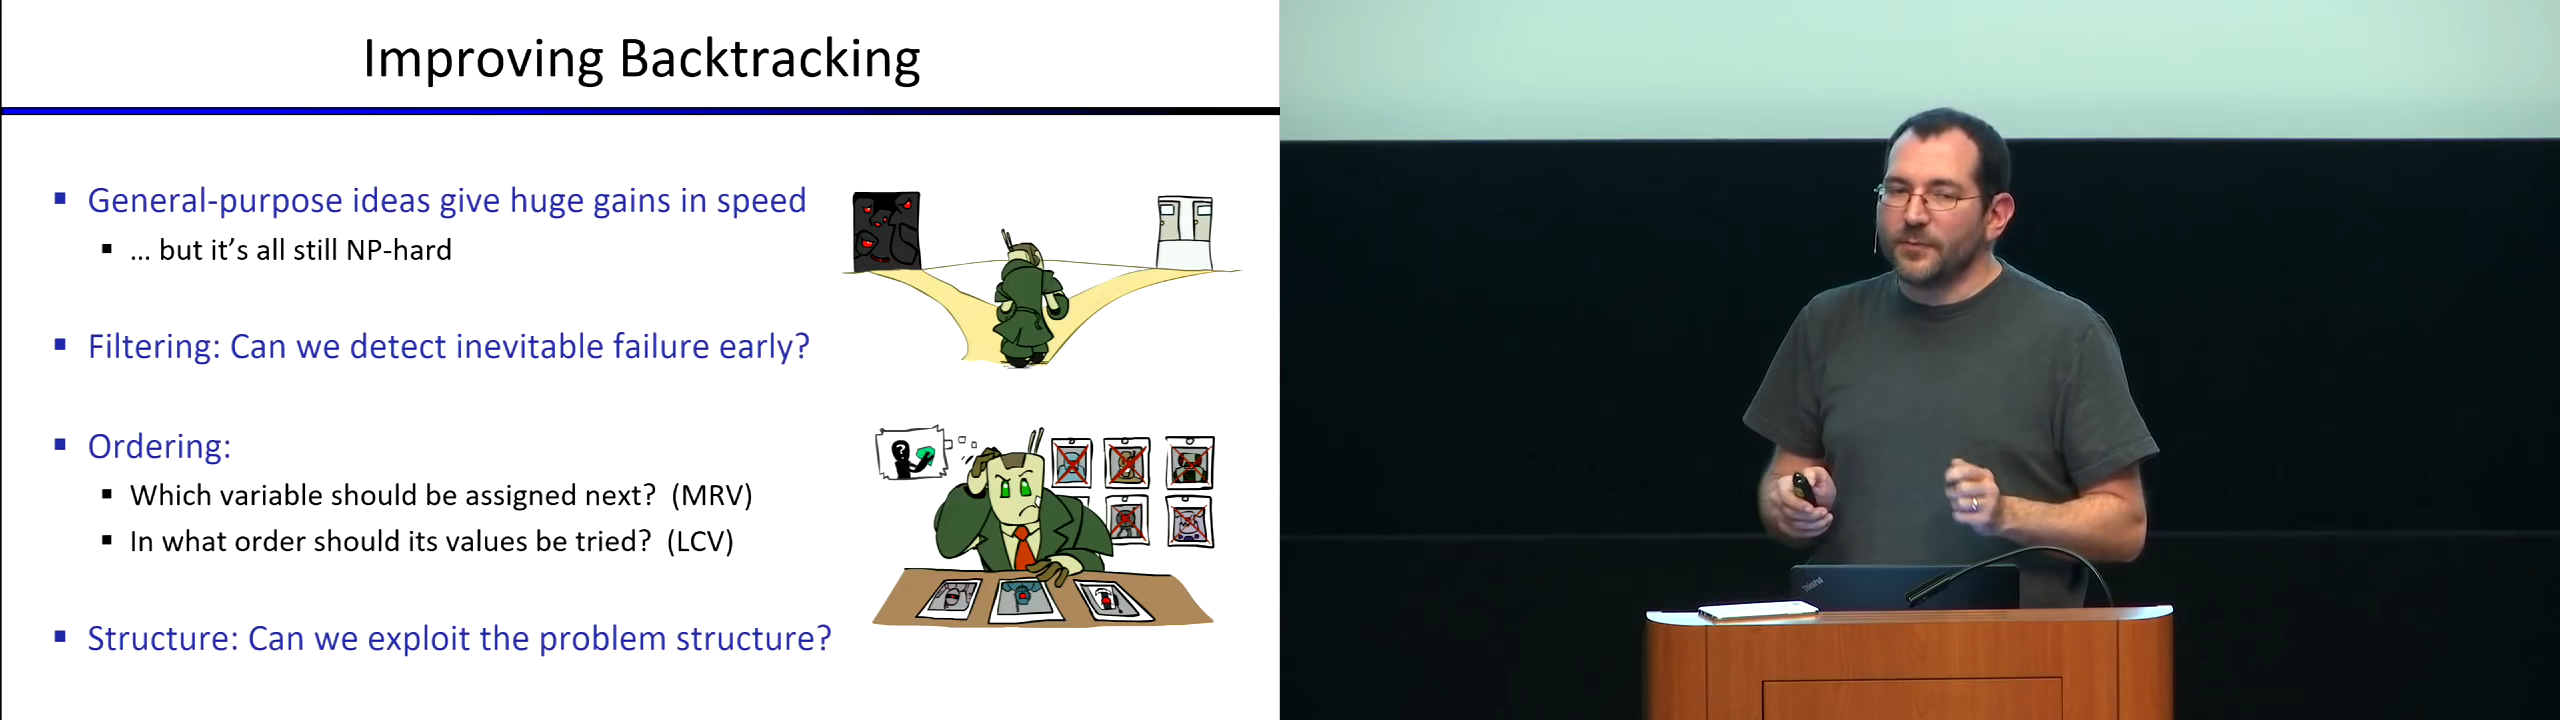 Improving Backtracking
▪ General-purpose ideas give huge gains in speed
▪ … but it's all still NP-hard
▪ Filtering: Can we detect inevitable failure early?
▪ Ordering:
▪ Which variable should be assigned next? (MRV)
▪ In what order should its values be tried? (LCV)
▪ Structure: Can we exploit the problem structure?
?
ThinkPad